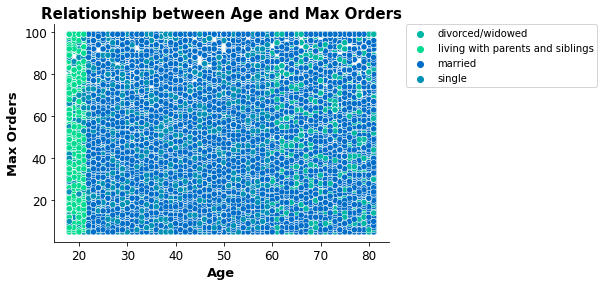 Relationship between Age and Max Orders
100
80
60
40
20
Max Orders
20 30 40 50 60 70 80
Age
divorced/widowed
living with parents and siblings
married
single